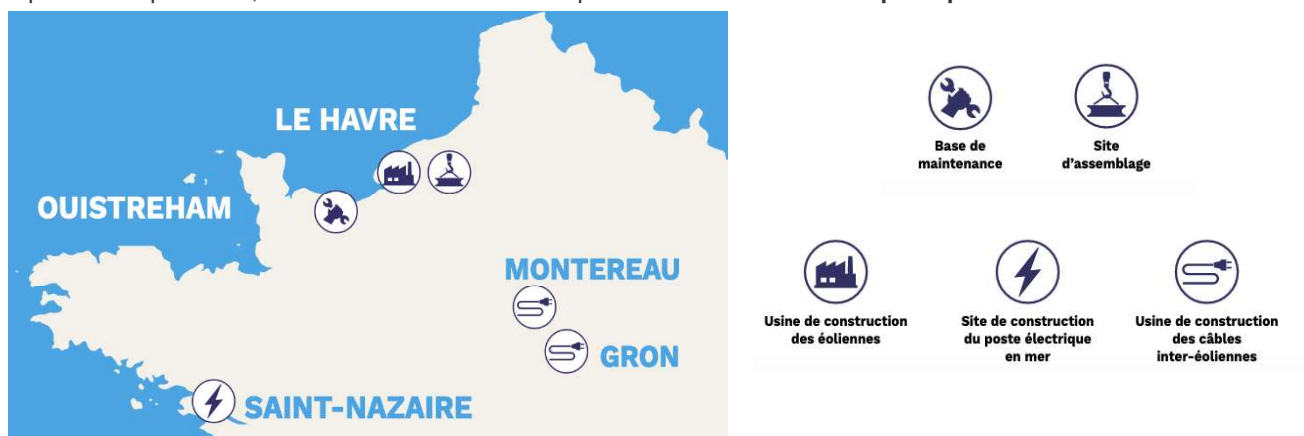 LE HAVRE
OUISTREHAM
MONTEREAU
GRON
SAINT-NAZAIRE
Base de
maintenance
Site
d'assemblage
Usine de construction
des éoliennes
Site de construction
du poste électrique
en mer
Usine de construction
des câbles
inter-éoliennes